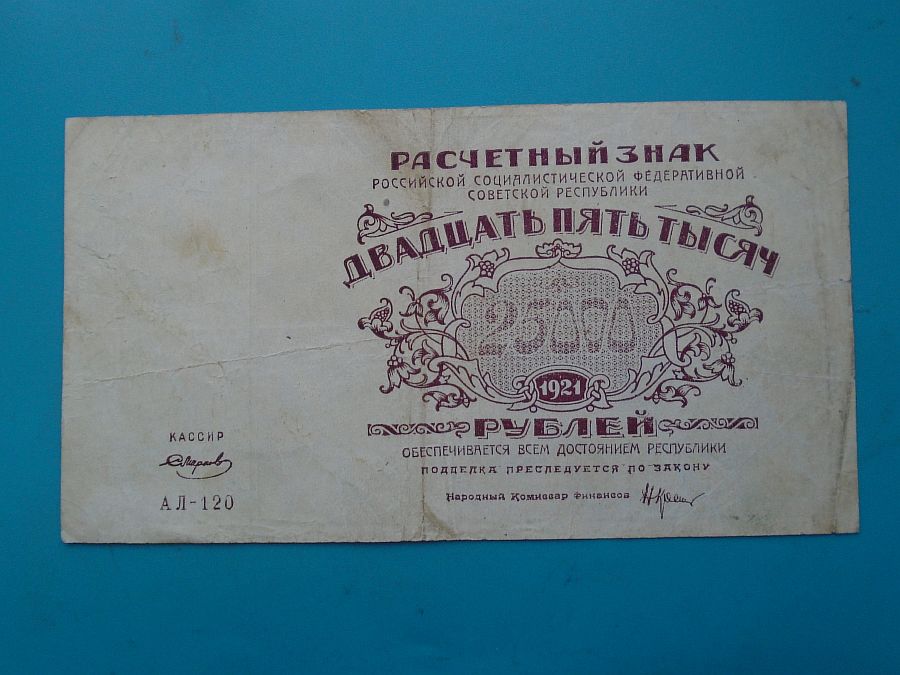 РАСЧЕТНЫЙ ЗНАК
РОССИЙСКОЙ СОЦИАЛИСТИЧЕСКОЙ ФЕДЕРАТИВНОЙ
СОВЕТСКОЙ РЕСПУБЛИКИ
ДВАДЦАТЬ ПЯТЬ ТЫСЯЧ
25000
1921
РУБЛЕЙ
ОБЕСПЕЧИВАЕТСЯ ВСЕМ ДОСТОЯНИЕМ РЕСПУБЛИКИ
ПОДДЕЛКА ПРЕСЛЕДУЕТСЯ ПО ЗАКОНУ
Народный Комиссар Финансов
КАССИР
АЛ-120